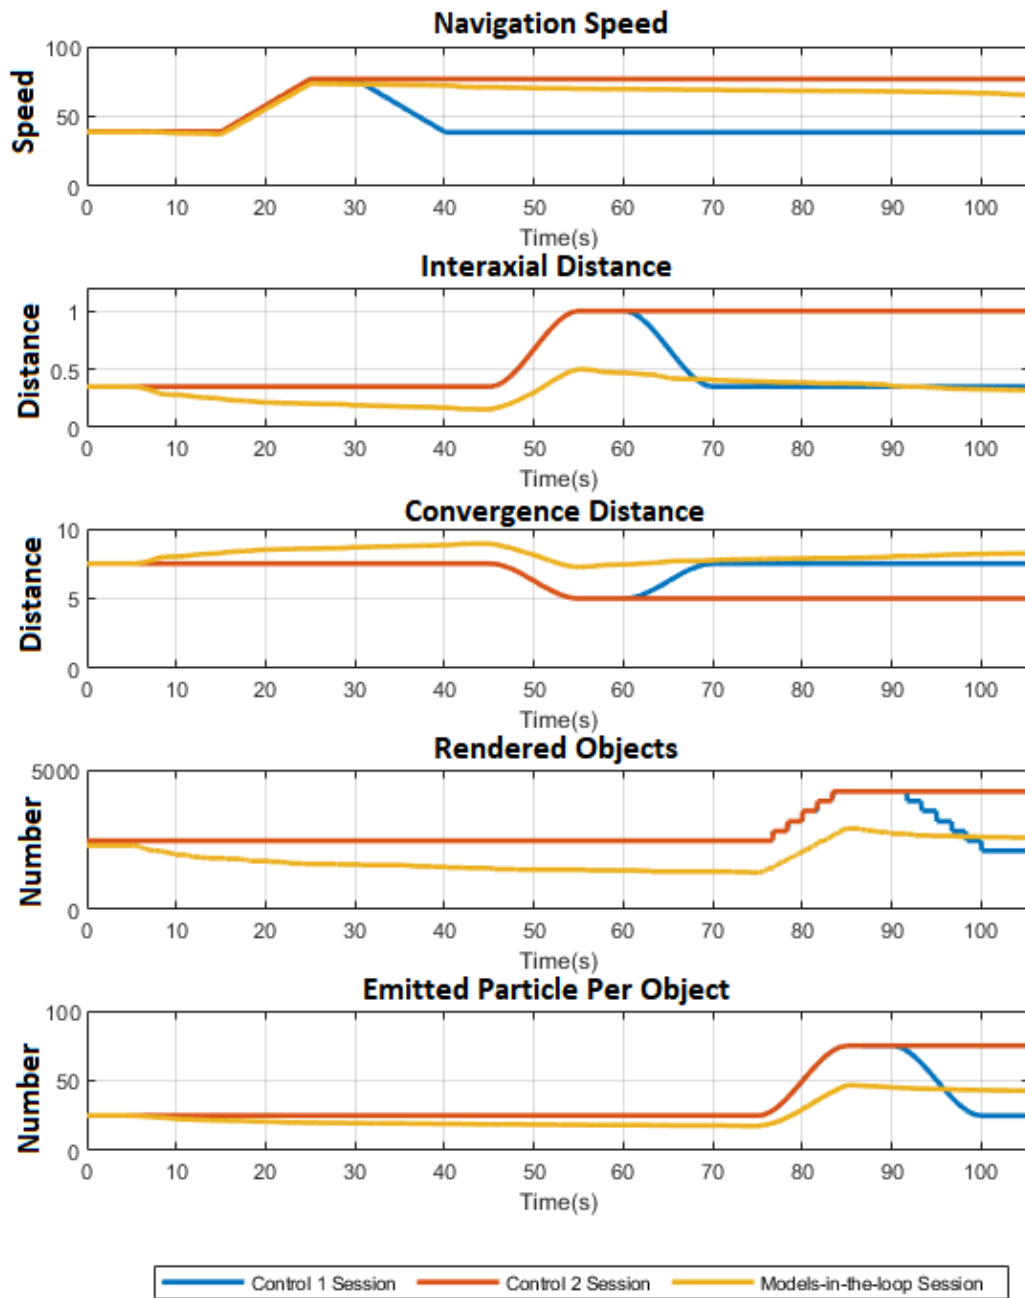 Navigation Speed
100
50
0
Speed
0 10 20 30 40 50 60 70 80 90 100
Time(s)
Interaxial Distance
1
0.5
0
Distance
0 10 20 30 40 50 60 70 80 90 100
Time(s)
Convergence Distance
10
5
0
Distance
0 10 20 30 40 50 60 70 80 90 100
Time(s)
Rendered Objects
5000
0
Number
0 10 20 30 40 50 60 70 80 90 100
Time(s)
Emitted Particle Per Object
100
50
0
Number
0 10 20 30 40 50 60 70 80 90 100
Time(s)
Control 1 Session Control 2 Session Models-in-the-loop Session